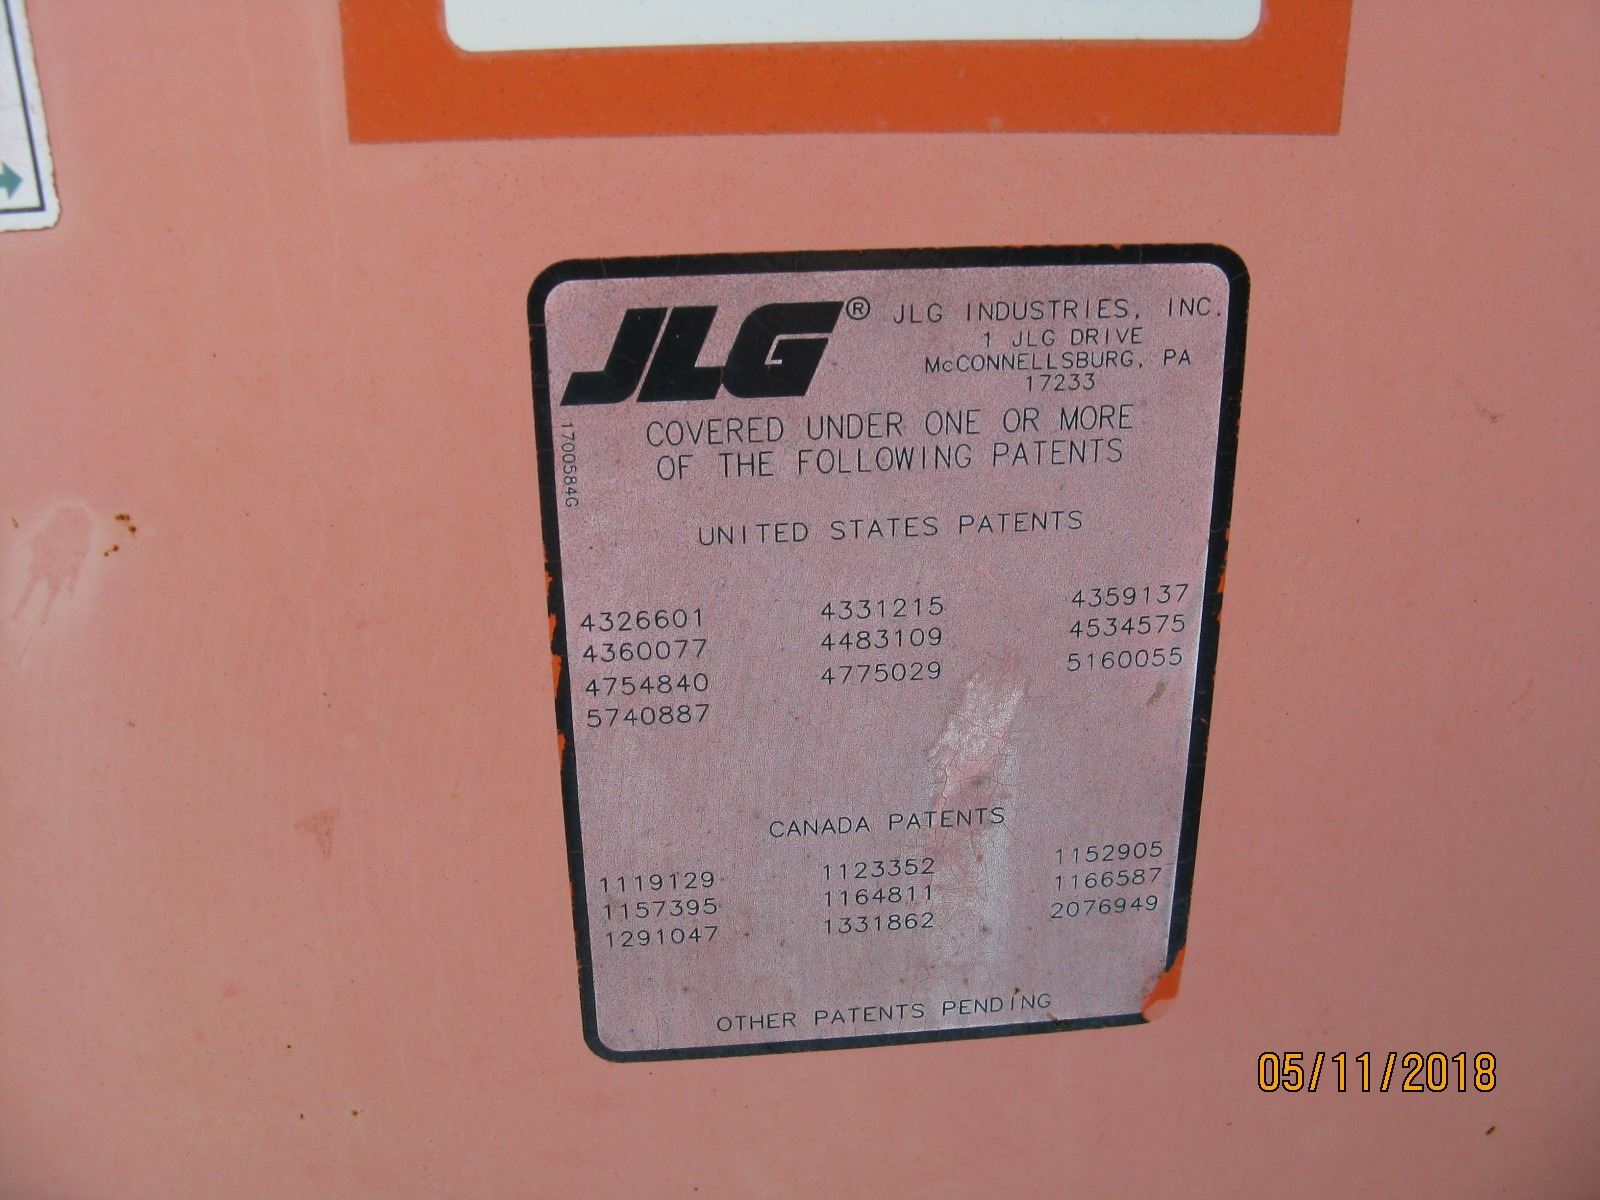 JLG® JLG INDUSTRIES, INC.
1 JLG DRIVE
McCONNELLSBURG, PA
17233
1700584G
COVERED UNDER ONE OR MORE
OF THE FOLLOWING PATENTS
UNITED STATES PATENTS
4326601 4331215 4359137
4360077 4483109 4534575
4754840 4775029 5160055
5740887
CANADA PATENTS
1119129 1123352 1152905
1157395 1164811 1166587
1291047 1331862 2076949
OTHER PATENTS PENDING
05/11/2018